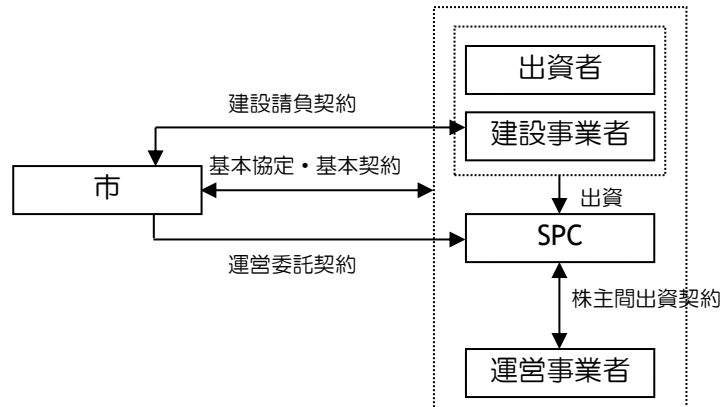 出資者
建設請負契約
建設事業者
基本協定・基本契約
市
出資
SPC
運営委託契約
株主間出資契約
運営事業者